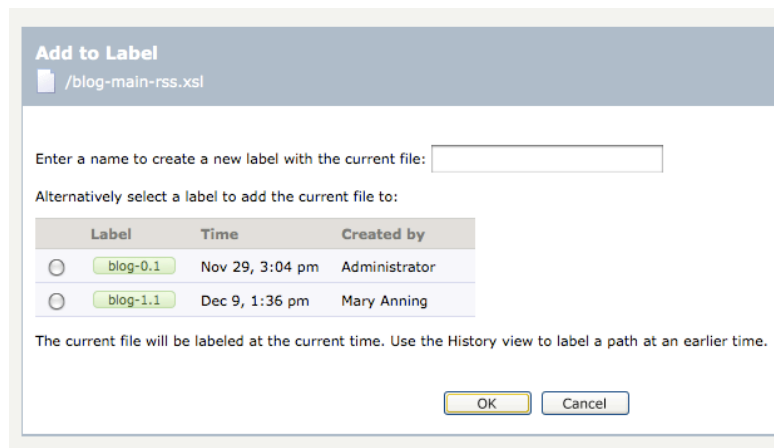 Add to Label
/blog-main-rss.xsl
Enter a name to create a new label with the current file:
Alternatively select a label to add the current file to:
Label Time Created by
blog-0.1 Nov 29, 3:04 pm Administrator
blog-1.1 Dec 9, 1:36 pm Mary Anning
The current file will be labeled at the current time. Use the History view to label a path at an earlier time.
OK Cancel